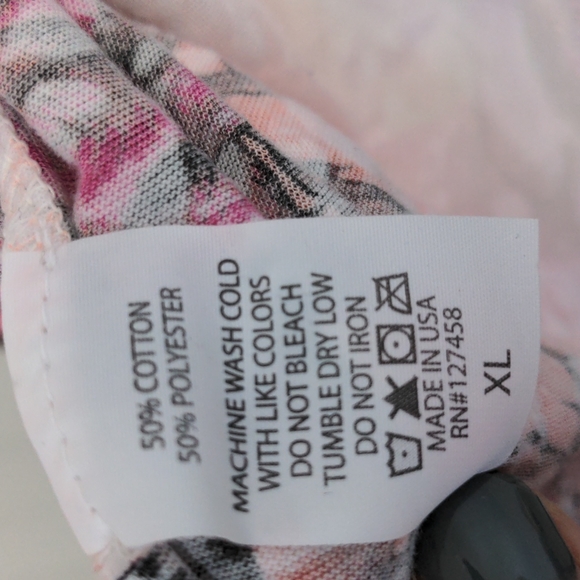 50% COTTON
50% POLYESTER
MACHINE WASH COLD
WITH LIKE COLORS
DO NOT BLEACH
TUMBLE DRY LOW
DO NOT IRON
MADE IN USA
RN#127458
XL